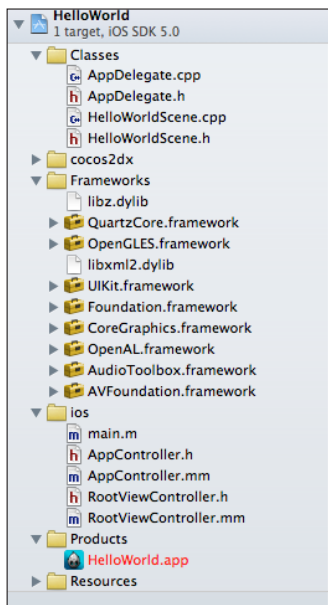 HelloWorld
1 target, iOS SDK 5.0
Classes
AppDelegate.cpp
AppDelegate.h
HelloWorldScene.cpp
HelloWorldScene.h
cocos2dx
Frameworks
libz.dylib
QuartzCore.framework
OpenGLES.framework
libxml2.dylib
UIKit.framework
Foundation.framework
CoreGraphics.framework
OpenAL.framework
AudioToolbox.framework
AVFoundation.framework
ios
main.m
AppController.h
AppController.mm
RootViewController.h
RootViewController.mm
Products
HelloWorld.app
Resources